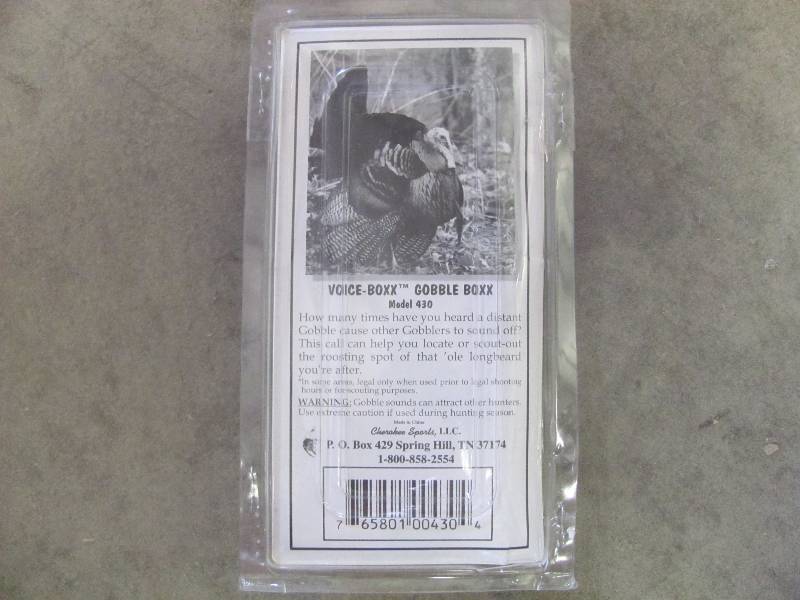 VOICE-BOXX™ GOBBLE BOXX
Model 430
How many times have you heard a distant
Gobble cause other Gobblers to sound off?
This call can help you locate or scout-out
the roosting spot of that 'ole longbeard
you're after.
*In some areas, legal only when used prior to legal shooting
hours or for scouting purposes.
WARNING: Gobble sounds can attract other hunters.
Use extreme caution if used during hunting season.
Made in China
Cherokee Sports, LLC.
P. O. Box 429 Spring Hill, TN 37174
1-800-858-2554
7 65801 00430 4